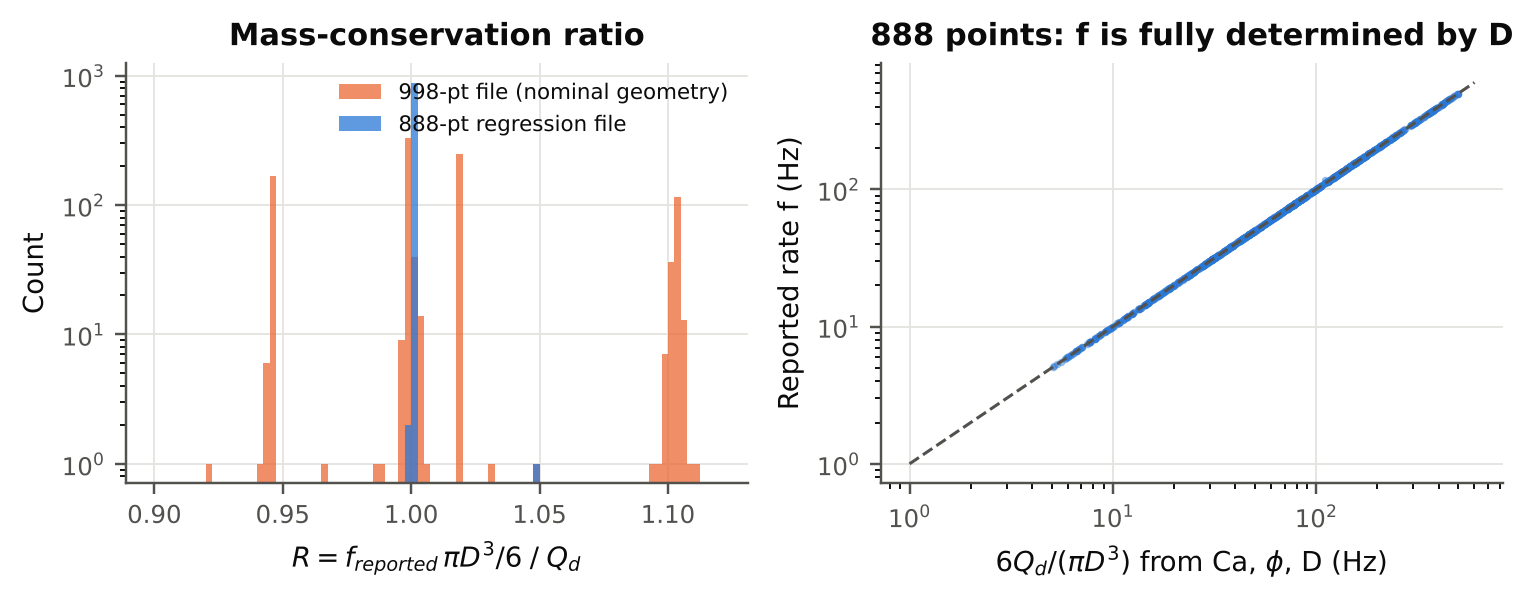 Mass-conservation ratio
10³
10²
10¹
10⁰
Count
998-pt file (nominal geometry)
888-pt regression file
0.90 0.95 1.00 1.05 1.10
R = f_reported πD³/6 / Q_d
888 points: f is fully determined by D
10²
10¹
10⁰
Reported rate f (Hz)
10⁰ 10¹ 10²
6Q_d/(πD³) from Ca, ϕ, D (Hz)